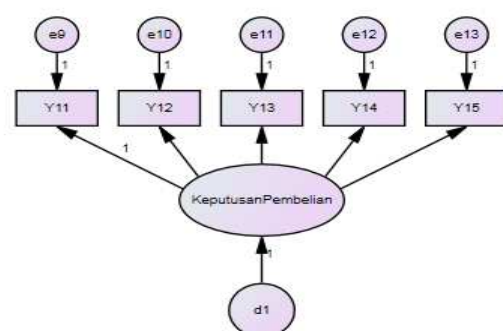 e9 e10 e11 e12 e13
1 1 1 1 1
Y11 Y12 Y13 Y14 Y15
1
KeputusanPembelian
1
d1